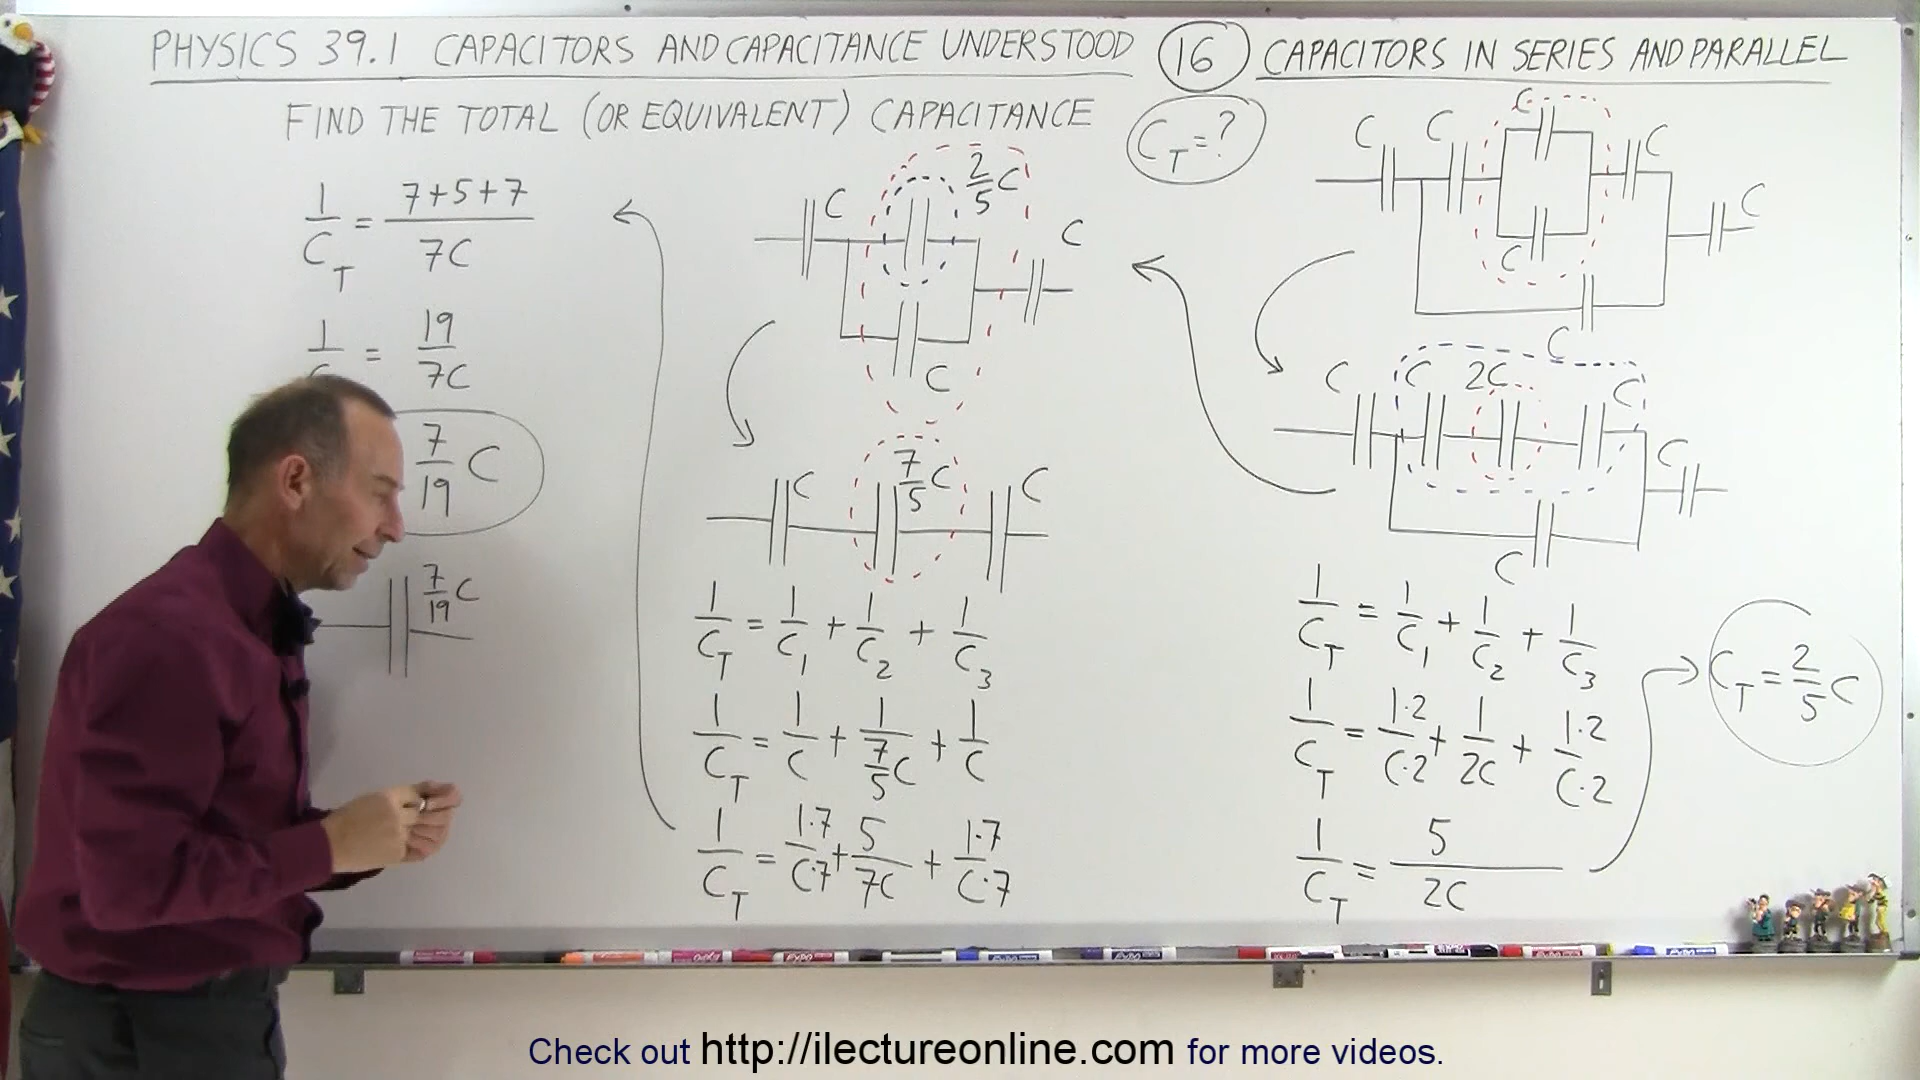 PHYSICS 39.1 CAPACITORS AND CAPACITANCE UNDERSTOOD 16 CAPACITORS IN SERIES AND PARALLEL
FIND THE TOTAL (OR EQUIVALENT) CAPACITANCE C_T = ?
C C C C
C
C
C
C C 2C C
C
C
1/C_T = 1/C_1 + 1/C_2 + 1/C_3
1/C_T = 1·2/C·2 + 1/2C + 1·2/C·2
1/C_T = 5/2C
C_T = 2/5 C
C 2/5 C C
C
C 7/5 C C
1/C_T = 1/C_1 + 1/C_2 + 1/C_3
1/C_T = 1/C + 1/(7/5 C) + 1/C
1/C_T = 1·7/C·7 + 5/7C + 1·7/C·7
1/C_T = 7+5+7/7C
1/C = 19/7C
7/19 C
7/19 C
Check out http://ilectureonline.com for more videos.